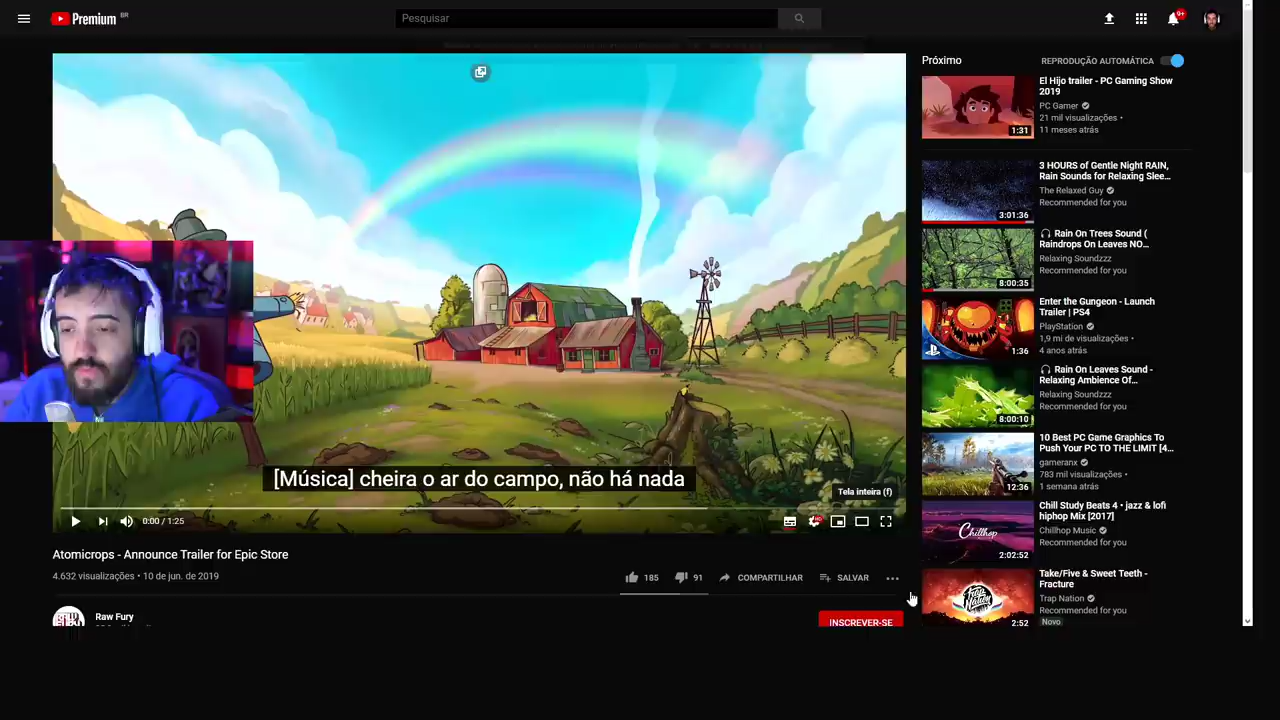 Premium BR
Pesquisar
9+
Próximo
REPRODUÇÃO AUTOMÁTICA
El Hijo trailer - PC Gaming Show
2019
PC Gamer
21 mil visualizações •
11 meses atrás
1:31
3 HOURS of Gentle Night RAIN,
Rain Sounds for Relaxing Slee...
The Relaxed Guy
Recommended for you
3:01:36
Rain On Trees Sound (
Raindrops On Leaves NO...
Relaxing Soundzzz
Recommended for you
8:00:35
Enter the Gungeon - Launch
Trailer | PS4
PlayStation
1,9 mi de visualizações •
4 anos atrás
1:36
Rain On Leaves Sound -
Relaxing Ambience Of...
Relaxing Soundzzz
Recommended for you
8:00:10
10 Best PC Game Graphics To
Push Your PC TO THE LIMIT [4...
gameranx
783 mil visualizações •
1 semana atrás
12:36
Chill Study Beats 4 • jazz & lofi
hiphop Mix [2017]
Chillhop Music
Recommended for you
Chillhop
2:02:52
Take/Five & Sweet Teeth -
Fracture
Trap Nation
Recommended for you
Novo
2:52
[Música] cheira o ar do campo, não há nada
Tela inteira (f)
0:00 / 1:25
HD
Atomicrops - Announce Trailer for Epic Store
4.632 visualizações • 10 de jun. de 2019
185
91
COMPARTILHAR
SALVAR
Raw Fury
INSCREVER-SE